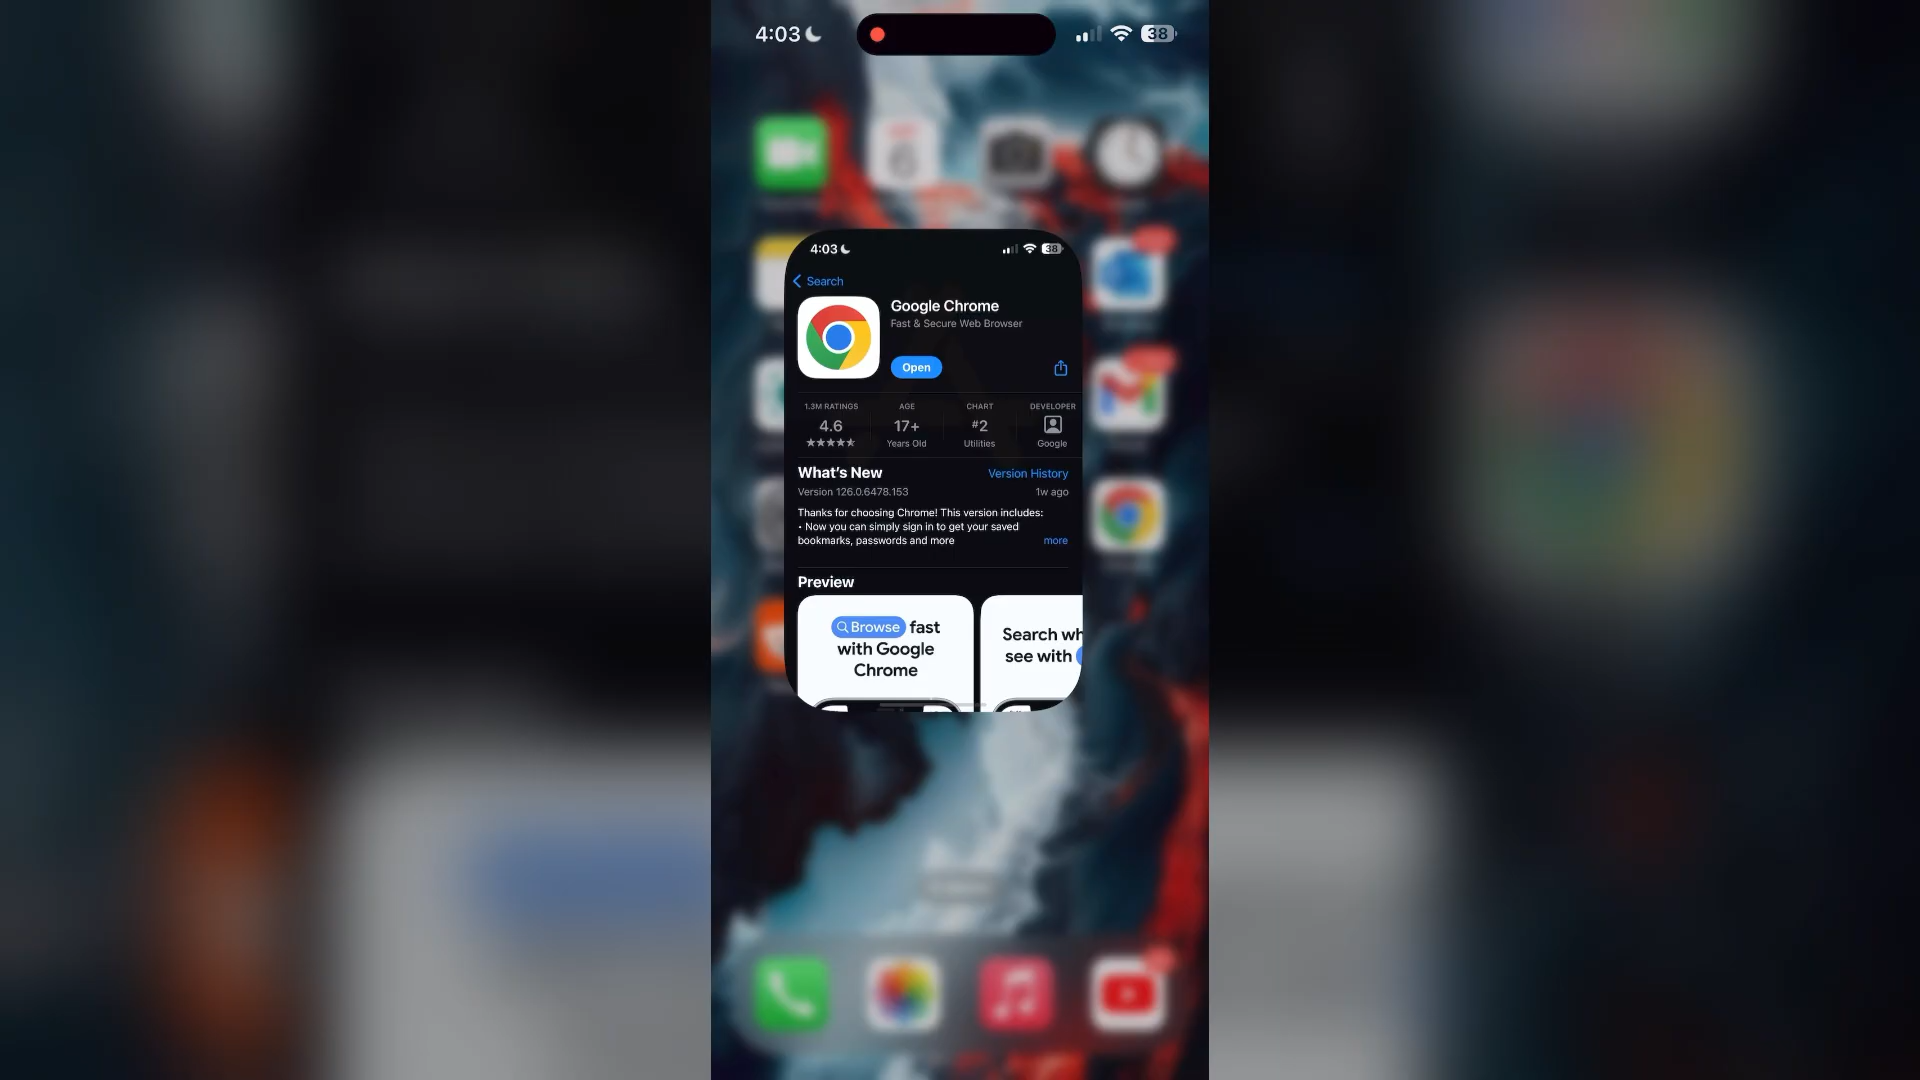 4:03
38
6
4:03
38
Search
Google Chrome
Fast & Secure Web Browser
Open
1.3M RATINGS
AGE
CHART
DEVELOPER
4.6
17+
#2
Years Old
Utilities
Google
What's New
Version History
Version 126.0.6478.153
1w ago
Thanks for choosing Chrome! This version includes:
• Now you can simply sign in to get your saved
bookmarks, passwords and more
more
Preview
Browse fast
with Google
Chrome
Search wh
see with